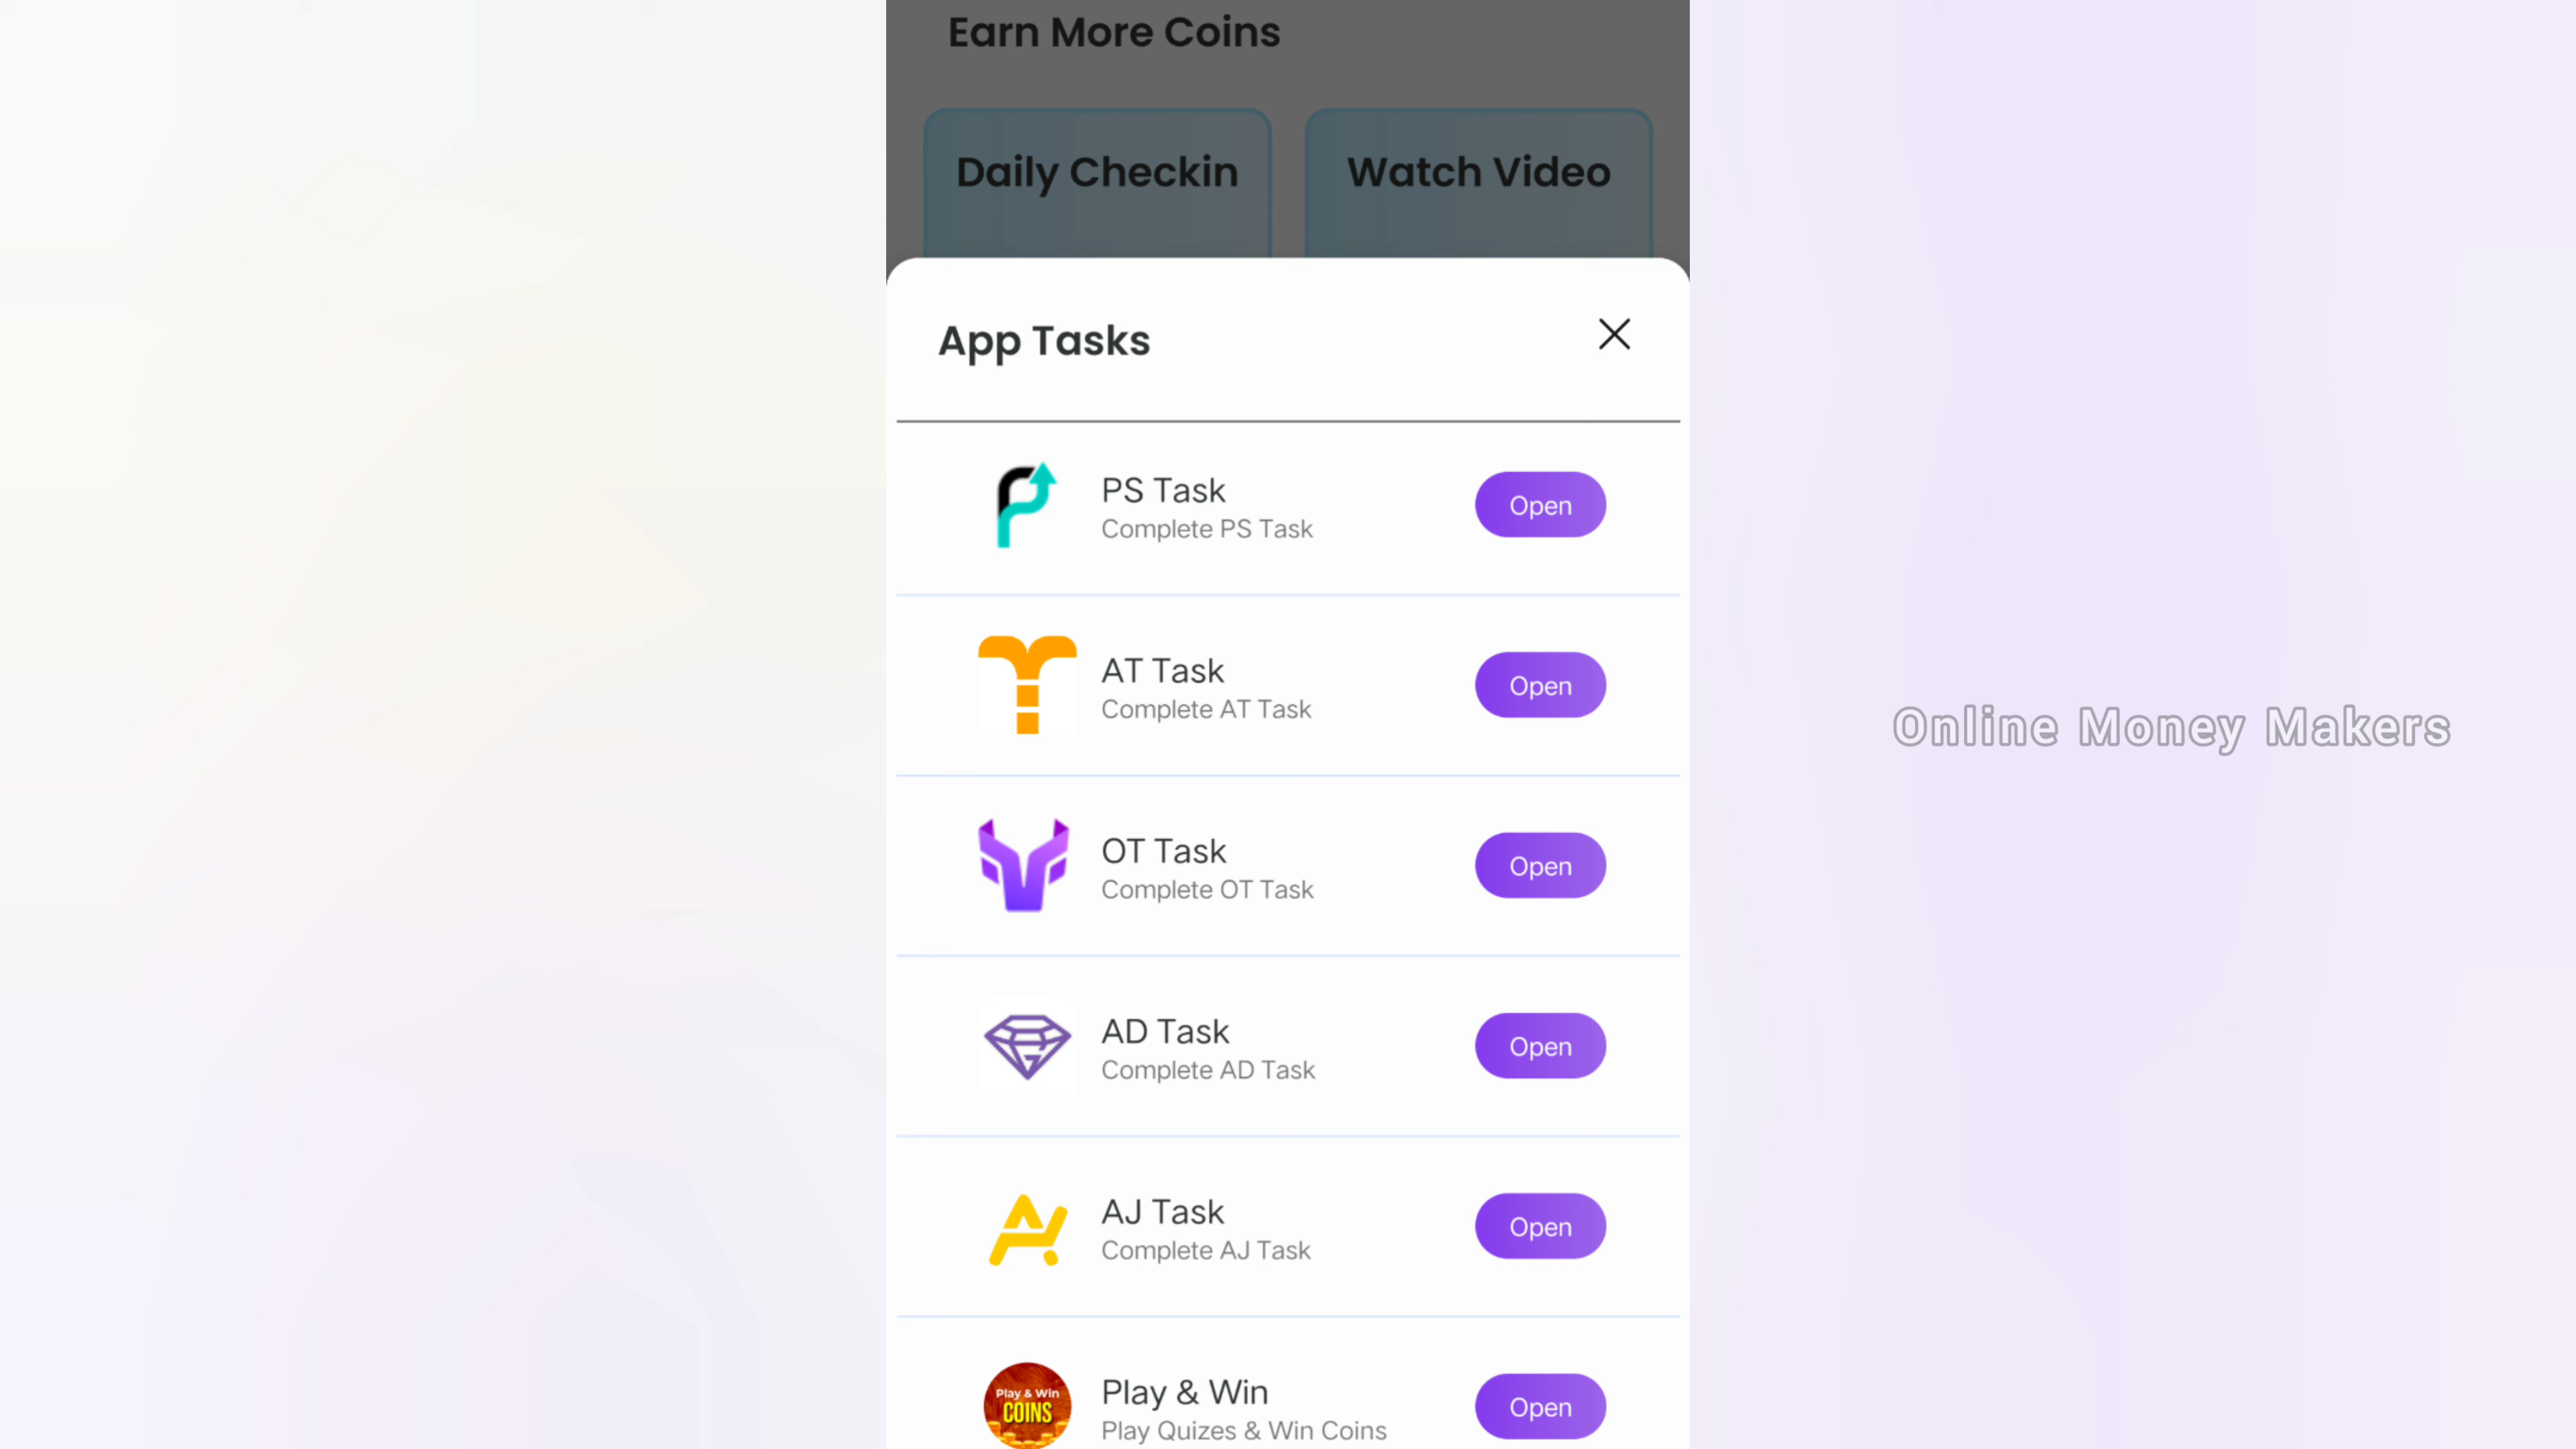 Earn More Coins
Daily Checkin
Watch Video
App Tasks
PS Task
Complete PS Task
Open
AT Task
Complete AT Task
Open
OT Task
Complete OT Task
Open
AD Task
Complete AD Task
Open
AJ Task
Complete AJ Task
Open
Play & Win
COINS
Play & Win
Play Quizes & Win Coins
Open
Online Money Makers